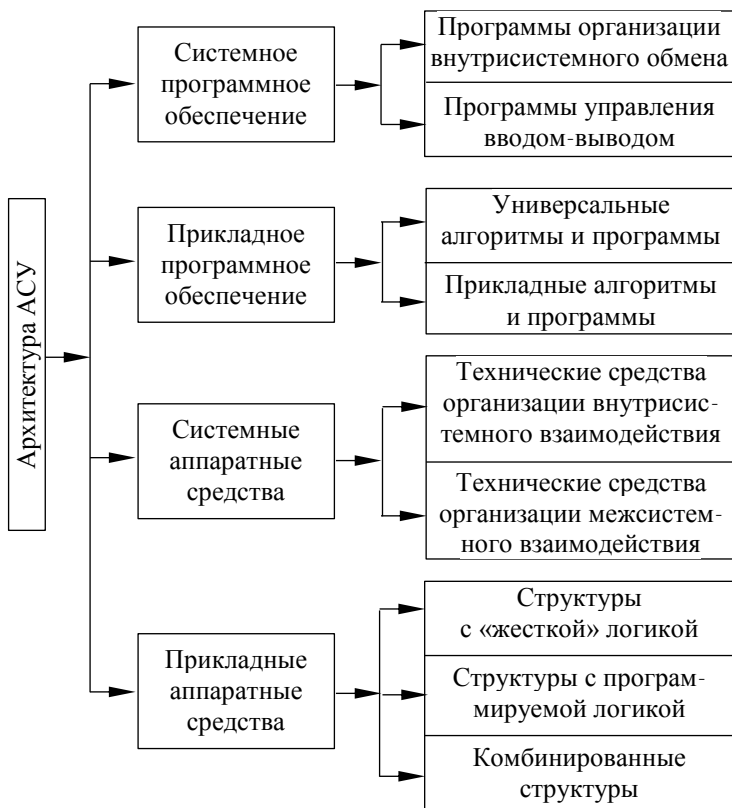 Архитектура АСУ
Системное
программное
обеспечение
Программы организации
внутрисистемного обмена
Программы управления
вводом-выводом
Прикладное
программное
обеспечение
Универсальные
алгоритмы и программы
Прикладные алгоритмы
и программы
Системные
аппаратные
средства
Технические средства
организации внутрисис-
темного взаимодействия
Технические средства
организации межсистем-
ного взаимодействия
Прикладные
аппаратные
средства
Структуры
с «жесткой» логикой
Структуры с програм-
мируемой логикой
Комбинированные
структуры